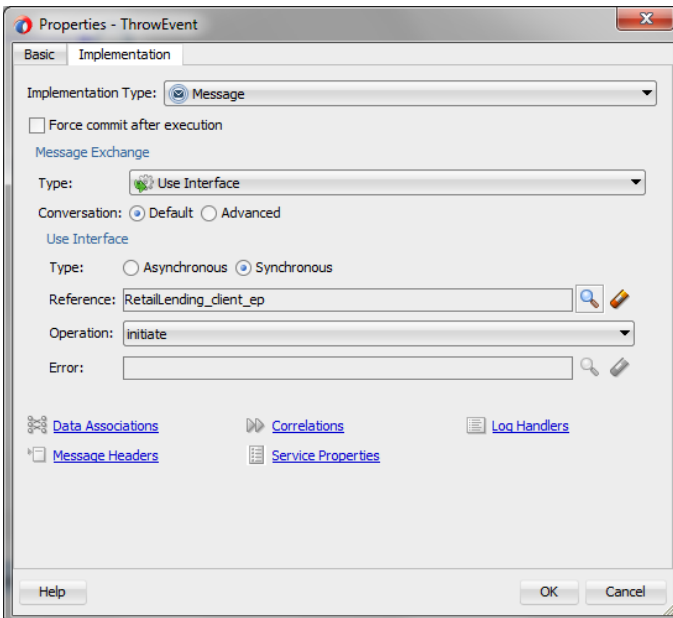 Properties - ThrowEvent
Basic Implementation
Implementation Type: Message
Force commit after execution
Message Exchange
Type: Use Interface
Conversation: Default Advanced
Use Interface
Type: Asynchronous Synchronous
Reference: RetailLending_client_ep
Operation: initiate
Error:
Data Associations Correlations Log Handlers
Message Headers Service Properties
Help OK Cancel